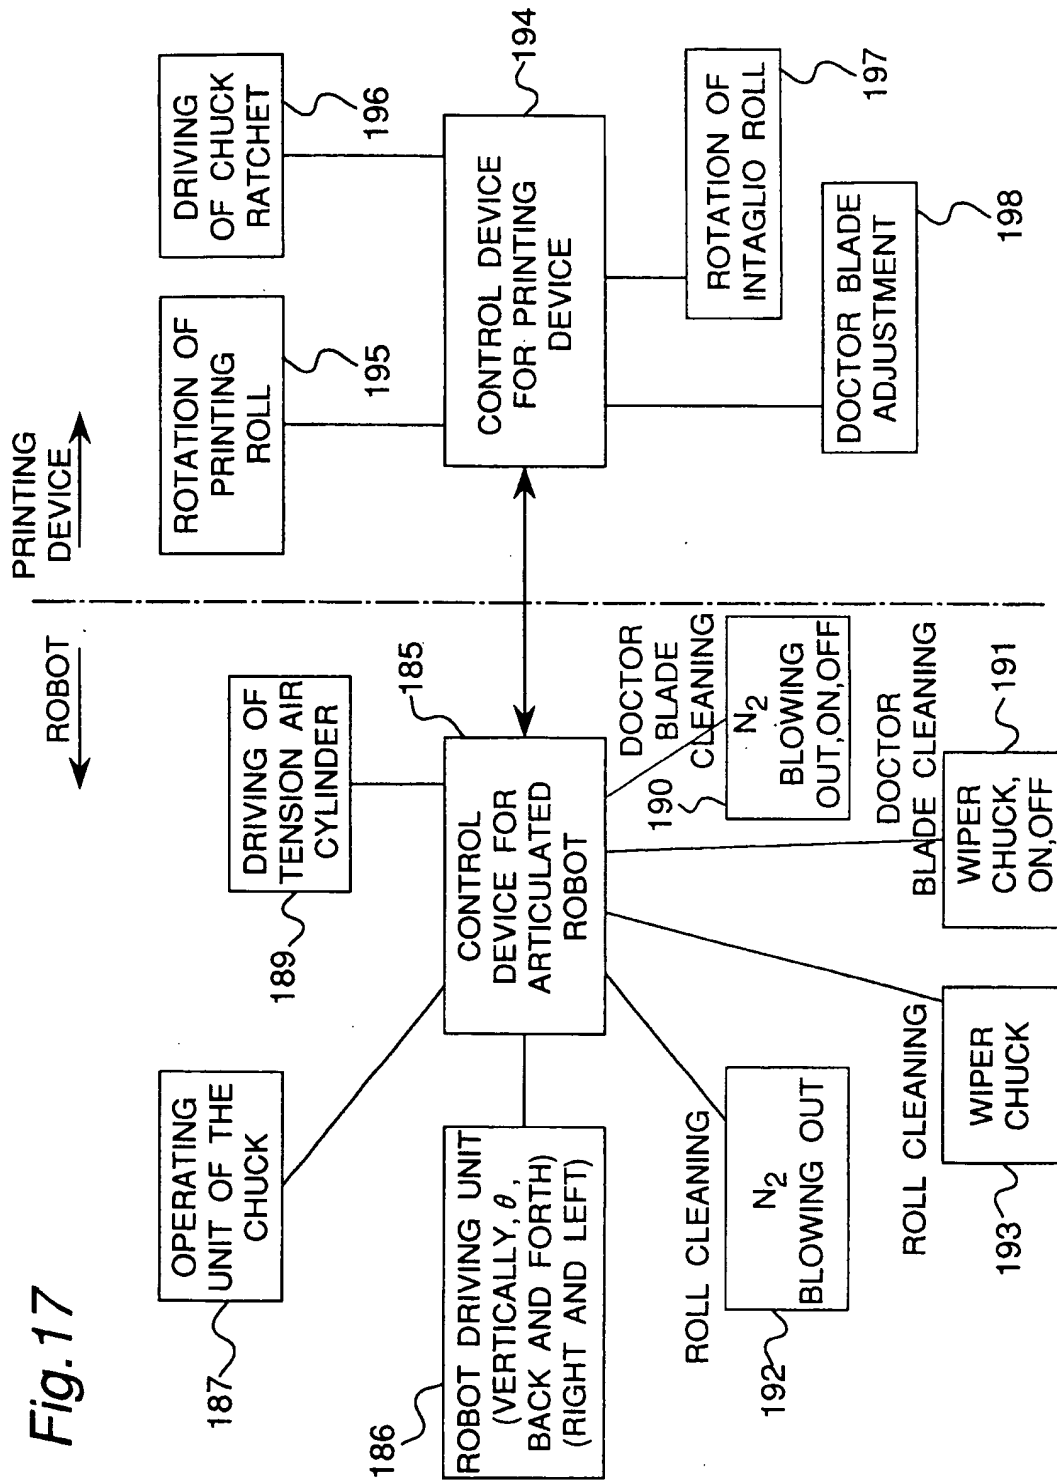 Fig.17
ROBOT
PRINTING
DEVICE
OPERATING
UNIT OF THE
CHUCK
187
DRIVING OF
TENSION AIR
CYLINDER
189
ROTATION OF
PRINTING
ROLL
195
DRIVING
OF CHUCK
RATCHET
196
186
ROBOT DRIVING UNIT
(VERTICALLY, θ,
BACK AND FORTH)
(RIGHT AND LEFT)
185
CONTROL
DEVICE FOR
ARTICULATED
ROBOT
CONTROL DEVICE
FOR PRINTING
DEVICE
194
ROLL CLEANING
N2
BLOWING OUT
192
DOCTOR
BLADE
CLEANING
190
N2
BLOWING
OUT,ON,OFF
ROTATION OF
INTAGLIO ROLL
197
DOCTOR BLADE
ADJUSTMENT
198
ROLL CLEANING
WIPER
CHUCK
193
DOCTOR
BLADE CLEANING
191
WIPER
CHUCK,
ON,OFF